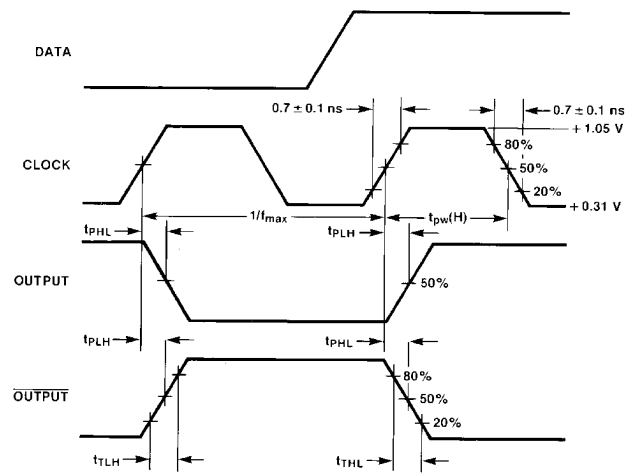 DATA
0.7 ± 0.1 ns
0.7 ± 0.1 ns
+ 1.05 V
CLOCK
80%
50%
20%
+ 0.31 V
1/fmax
tpw(H)
tPHL
tPLH
OUTPUT
50%
tPLH
tPHL
OUTPUT
80%
50%
20%
tTLH
tTHL